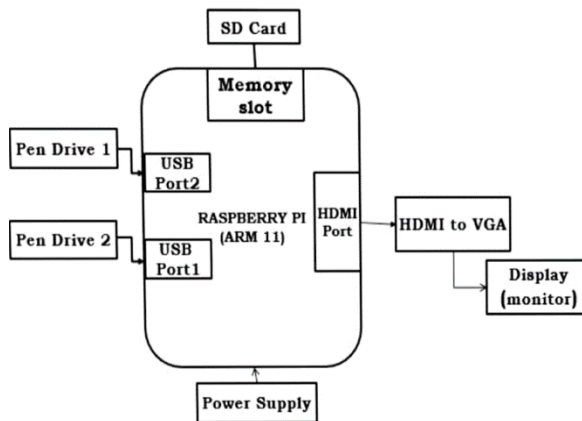 SD Card
Memory
slot
Pen Drive 1
USB
Port2
RASPBERRY PI
(ARM 11)
HDMI
Port
HDMI to VGA
Pen Drive 2
USB
Port1
Display
(monitor)
Power Supply